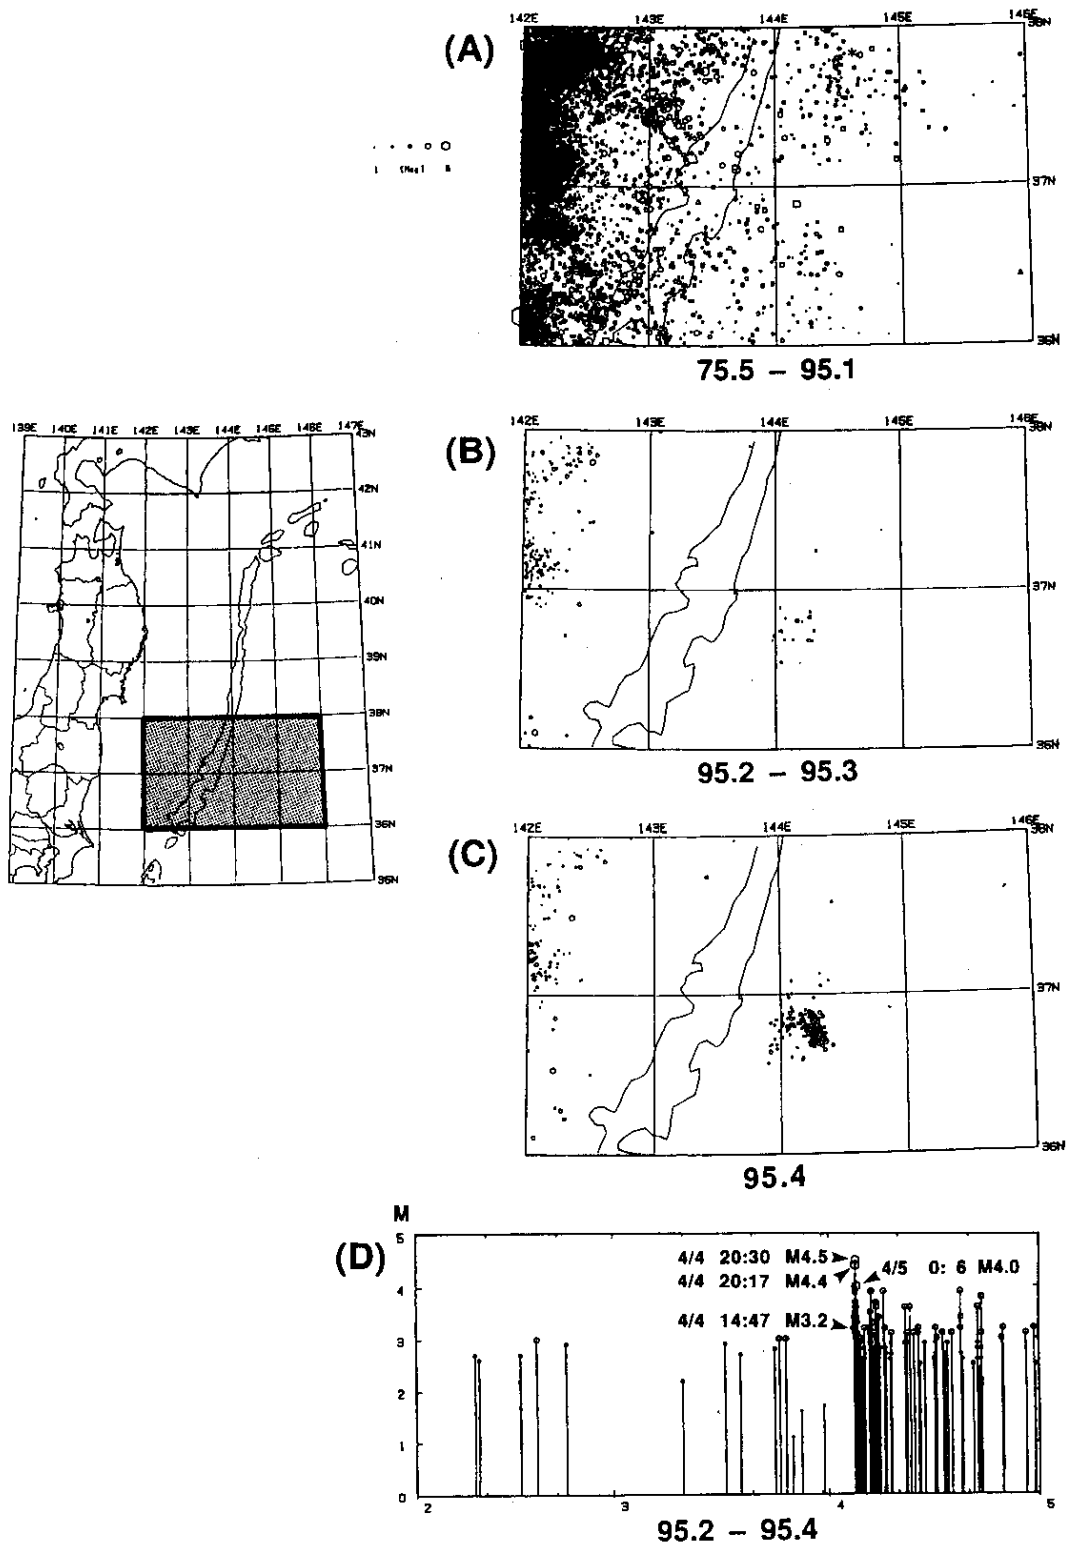 142E 143E 144E 145E 146E
(A)
38N
1 [Mag] 6
37N
36N
75.5 – 95.1
139E 140E 141E 142E 143E 144E 145E 146E 147E
43N
42N
41N
40N
39N
38N
37N
36N
35N
142E 143E 144E 145E 146E
(B)
38N
37N
36N
95.2 – 95.3
142E 143E 144E 145E 146E
(C)
38N
37N
36N
95.4
M
(D)
5
4/4 20:30 M4.5
4/5 0: 6 M4.0
4/4 20:17 M4.4
4
4/4 14:47 M3.2
3
2
1
0
2 3 4 5
95.2 – 95.4